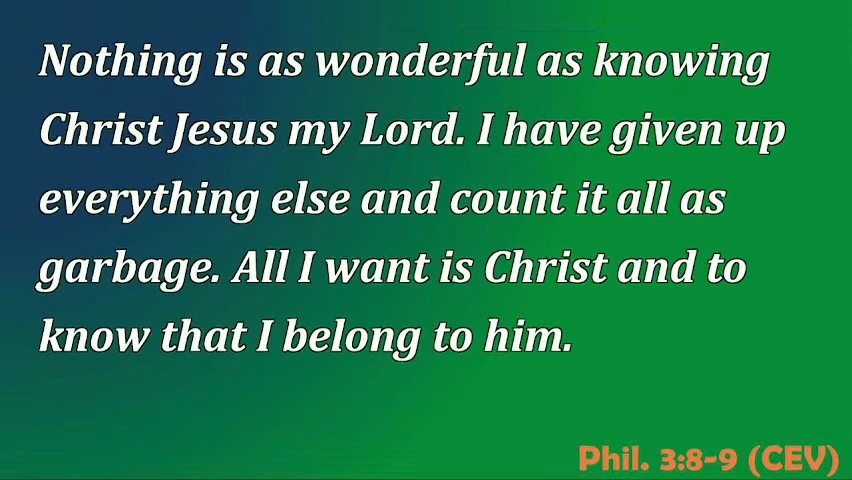 Nothing is as wonderful as knowing
Christ Jesus my Lord. I have given up
everything else and count it all as
garbage. All I want is Christ and to
know that I belong to him.
Phil. 3:8-9 (CEV)